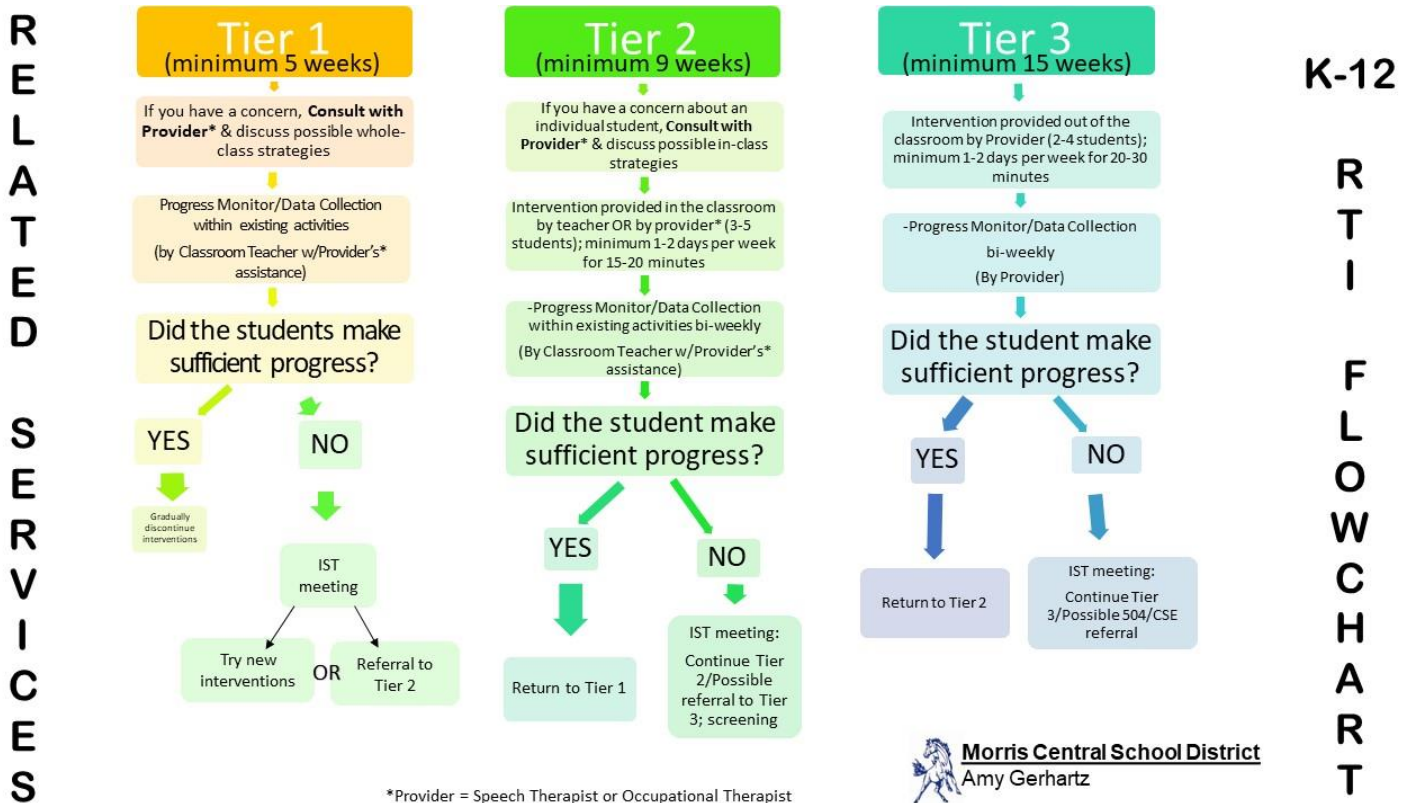 RELATED SERVICES
Tier 1
(minimum 5 weeks)
If you have a concern, Consult with
Provider* & discuss possible whole-
class strategies
Progress Monitor/Data Collection
within existing activities
(by Classroom Teacher w/Provider's*
assistance)
Did the students make
sufficient progress?
YES
NO
Gradually
discontinue
interventions
IST
meeting
Try new
interventions
OR
Referral to
Tier 2
Tier 2
(minimum 9 weeks)
If you have a concern about an
individual student, Consult with
Provider* & discuss possible in-class
strategies
Intervention provided in the classroom
by teacher OR by provider* (3-5
students); minimum 1-2 days per week
for 15-20 minutes
-Progress Monitor/Data Collection
within existing activities bi-weekly
(By Classroom Teacher w/Provider's*
assistance)
Did the student make
sufficient progress?
YES
NO
Return to Tier 1
IST meeting:
Continue Tier
2/Possible
referral to Tier
3; screening
Tier 3
(minimum 15 weeks)
Intervention provided out of the
classroom by Provider (2-4 students);
minimum 1-2 days per week for 20-30
minutes
-Progress Monitor/Data Collection
bi-weekly
(By Provider)
Did the student make
sufficient progress?
YES
NO
Return to Tier 2
IST meeting:
Continue Tier
3/Possible 504/CSE
referral
K-12
RTI FLOWCHART
Morris Central School District
Amy Gerhartz
*Provider = Speech Therapist or Occupational Therapist